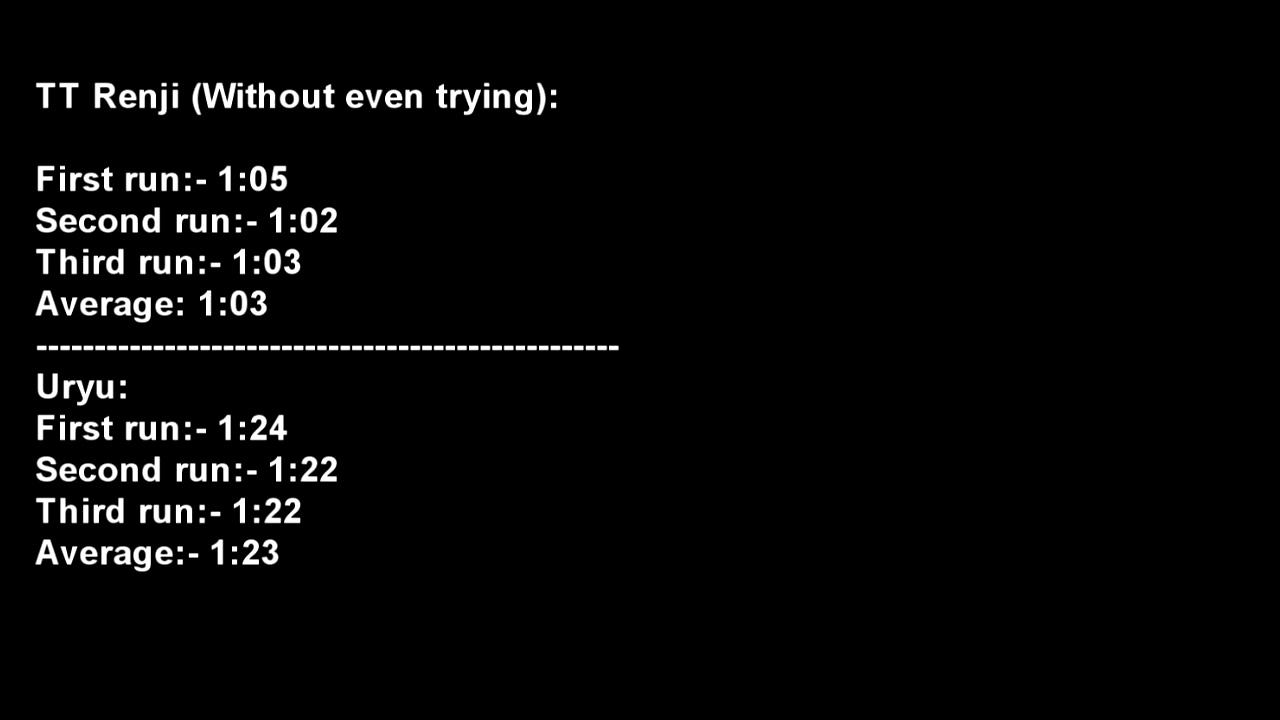 TT Renji (Without even trying):
First run:- 1:05
Second run:- 1:02
Third run:- 1:03
Average: 1:03
--------------------------------------------------
Uryu:
First run:- 1:24
Second run:- 1:22
Third run:- 1:22
Average:- 1:23